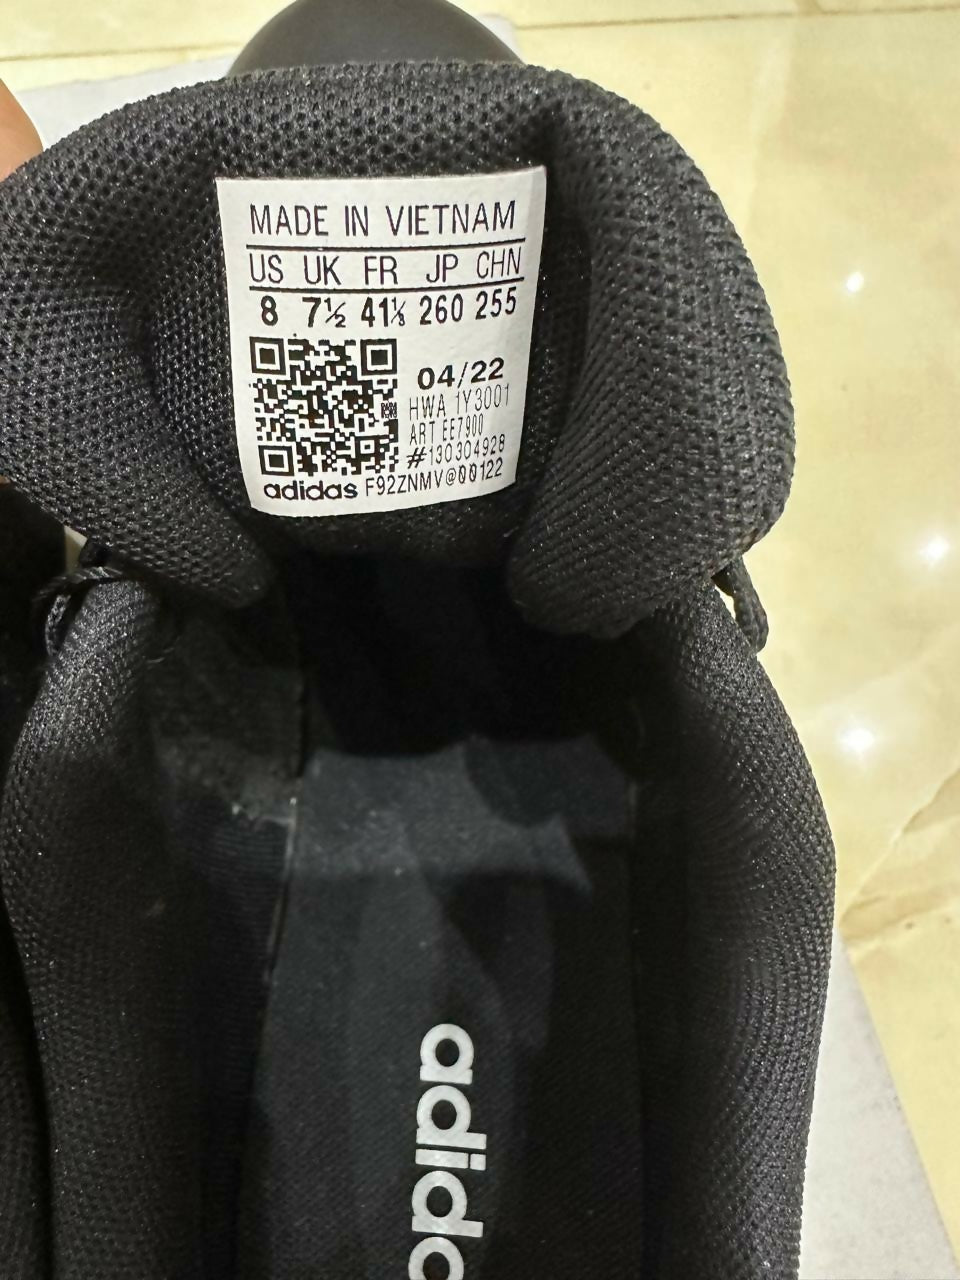 MADE IN VIETNAM
US UK FR JP CHN
8 7½ 41⅓ 260 255
04/22
HWA 1Y3001
ART EE7900
#130304928
adidas F92ZNMV@00122
adidas